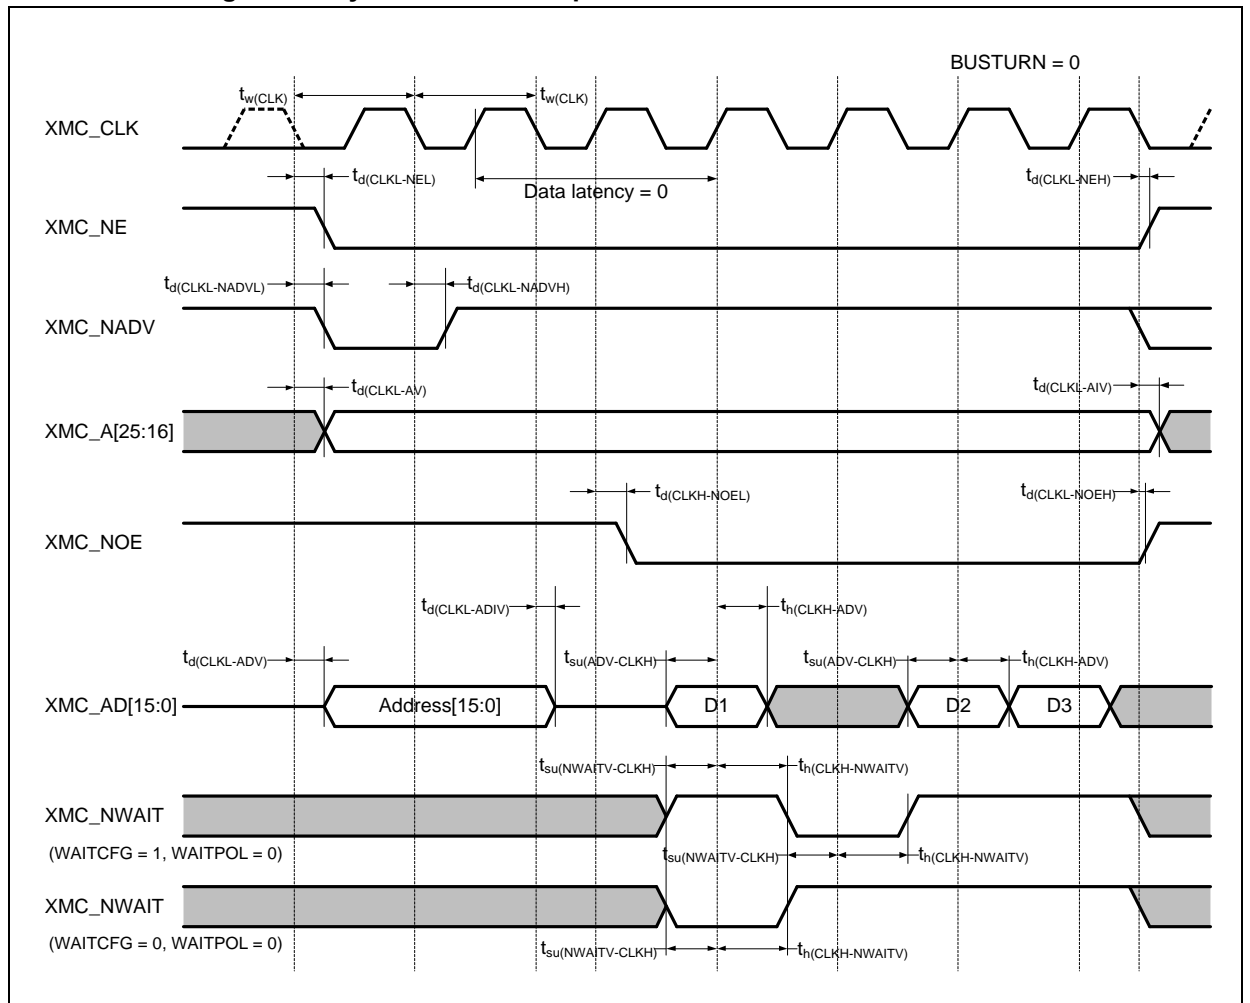 BUSTURN = 0
tw(CLK) tw(CLK)
XMC_CLK
td(CLKL-NEL) td(CLKL-NEH)
Data latency = 0
XMC_NE
td(CLKL-NADVL) td(CLKL-NADVH)
XMC_NADV
td(CLKL-AV) td(CLKL-AIV)
XMC_A[25:16]
td(CLKH-NOEL) td(CLKL-NOEH)
XMC_NOE
td(CLKL-ADIV) th(CLKH-ADV)
td(CLKL-ADV) tsu(ADV-CLKH) tsu(ADV-CLKH) th(CLKH-ADV)
XMC_AD[15:0] Address[15:0] D1 D2 D3
tsu(NWAITV-CLKH) th(CLKH-NWAITV)
XMC_NWAIT
(WAITCFG = 1, WAITPOL = 0) tsu(NWAITV-CLKH) th(CLKH-NWAITV)
XMC_NWAIT
(WAITCFG = 0, WAITPOL = 0) tsu(NWAITV-CLKH) th(CLKH-NWAITV)